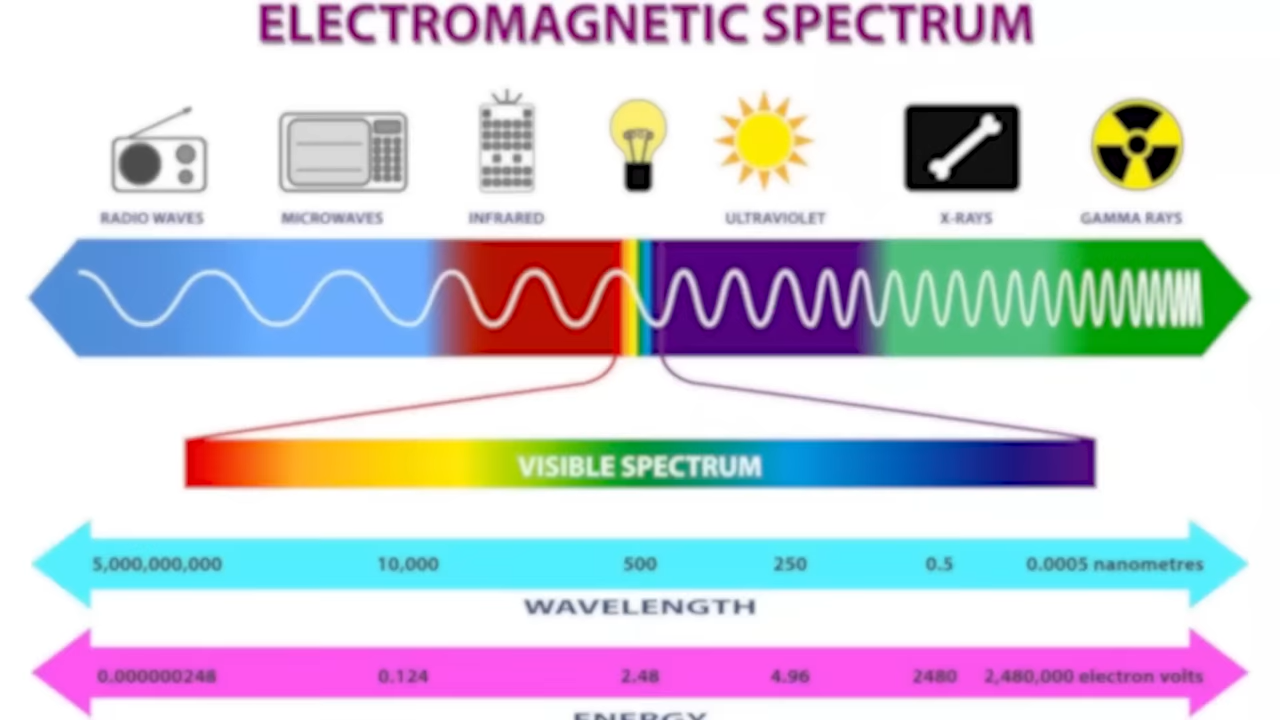 ELECTROMAGNETIC SPECTRUM
RADIO WAVES MICROWAVES INFRARED ULTRAVIOLET X-RAYS GAMMA RAYS
VISIBLE SPECTRUM
5,000,000,000 10,000 500 250 0.5 0.0005 nanometres
WAVELENGTH
0.000000248 0.124 2.48 4.96 2480 2,480,000 electron volts
ENERGY